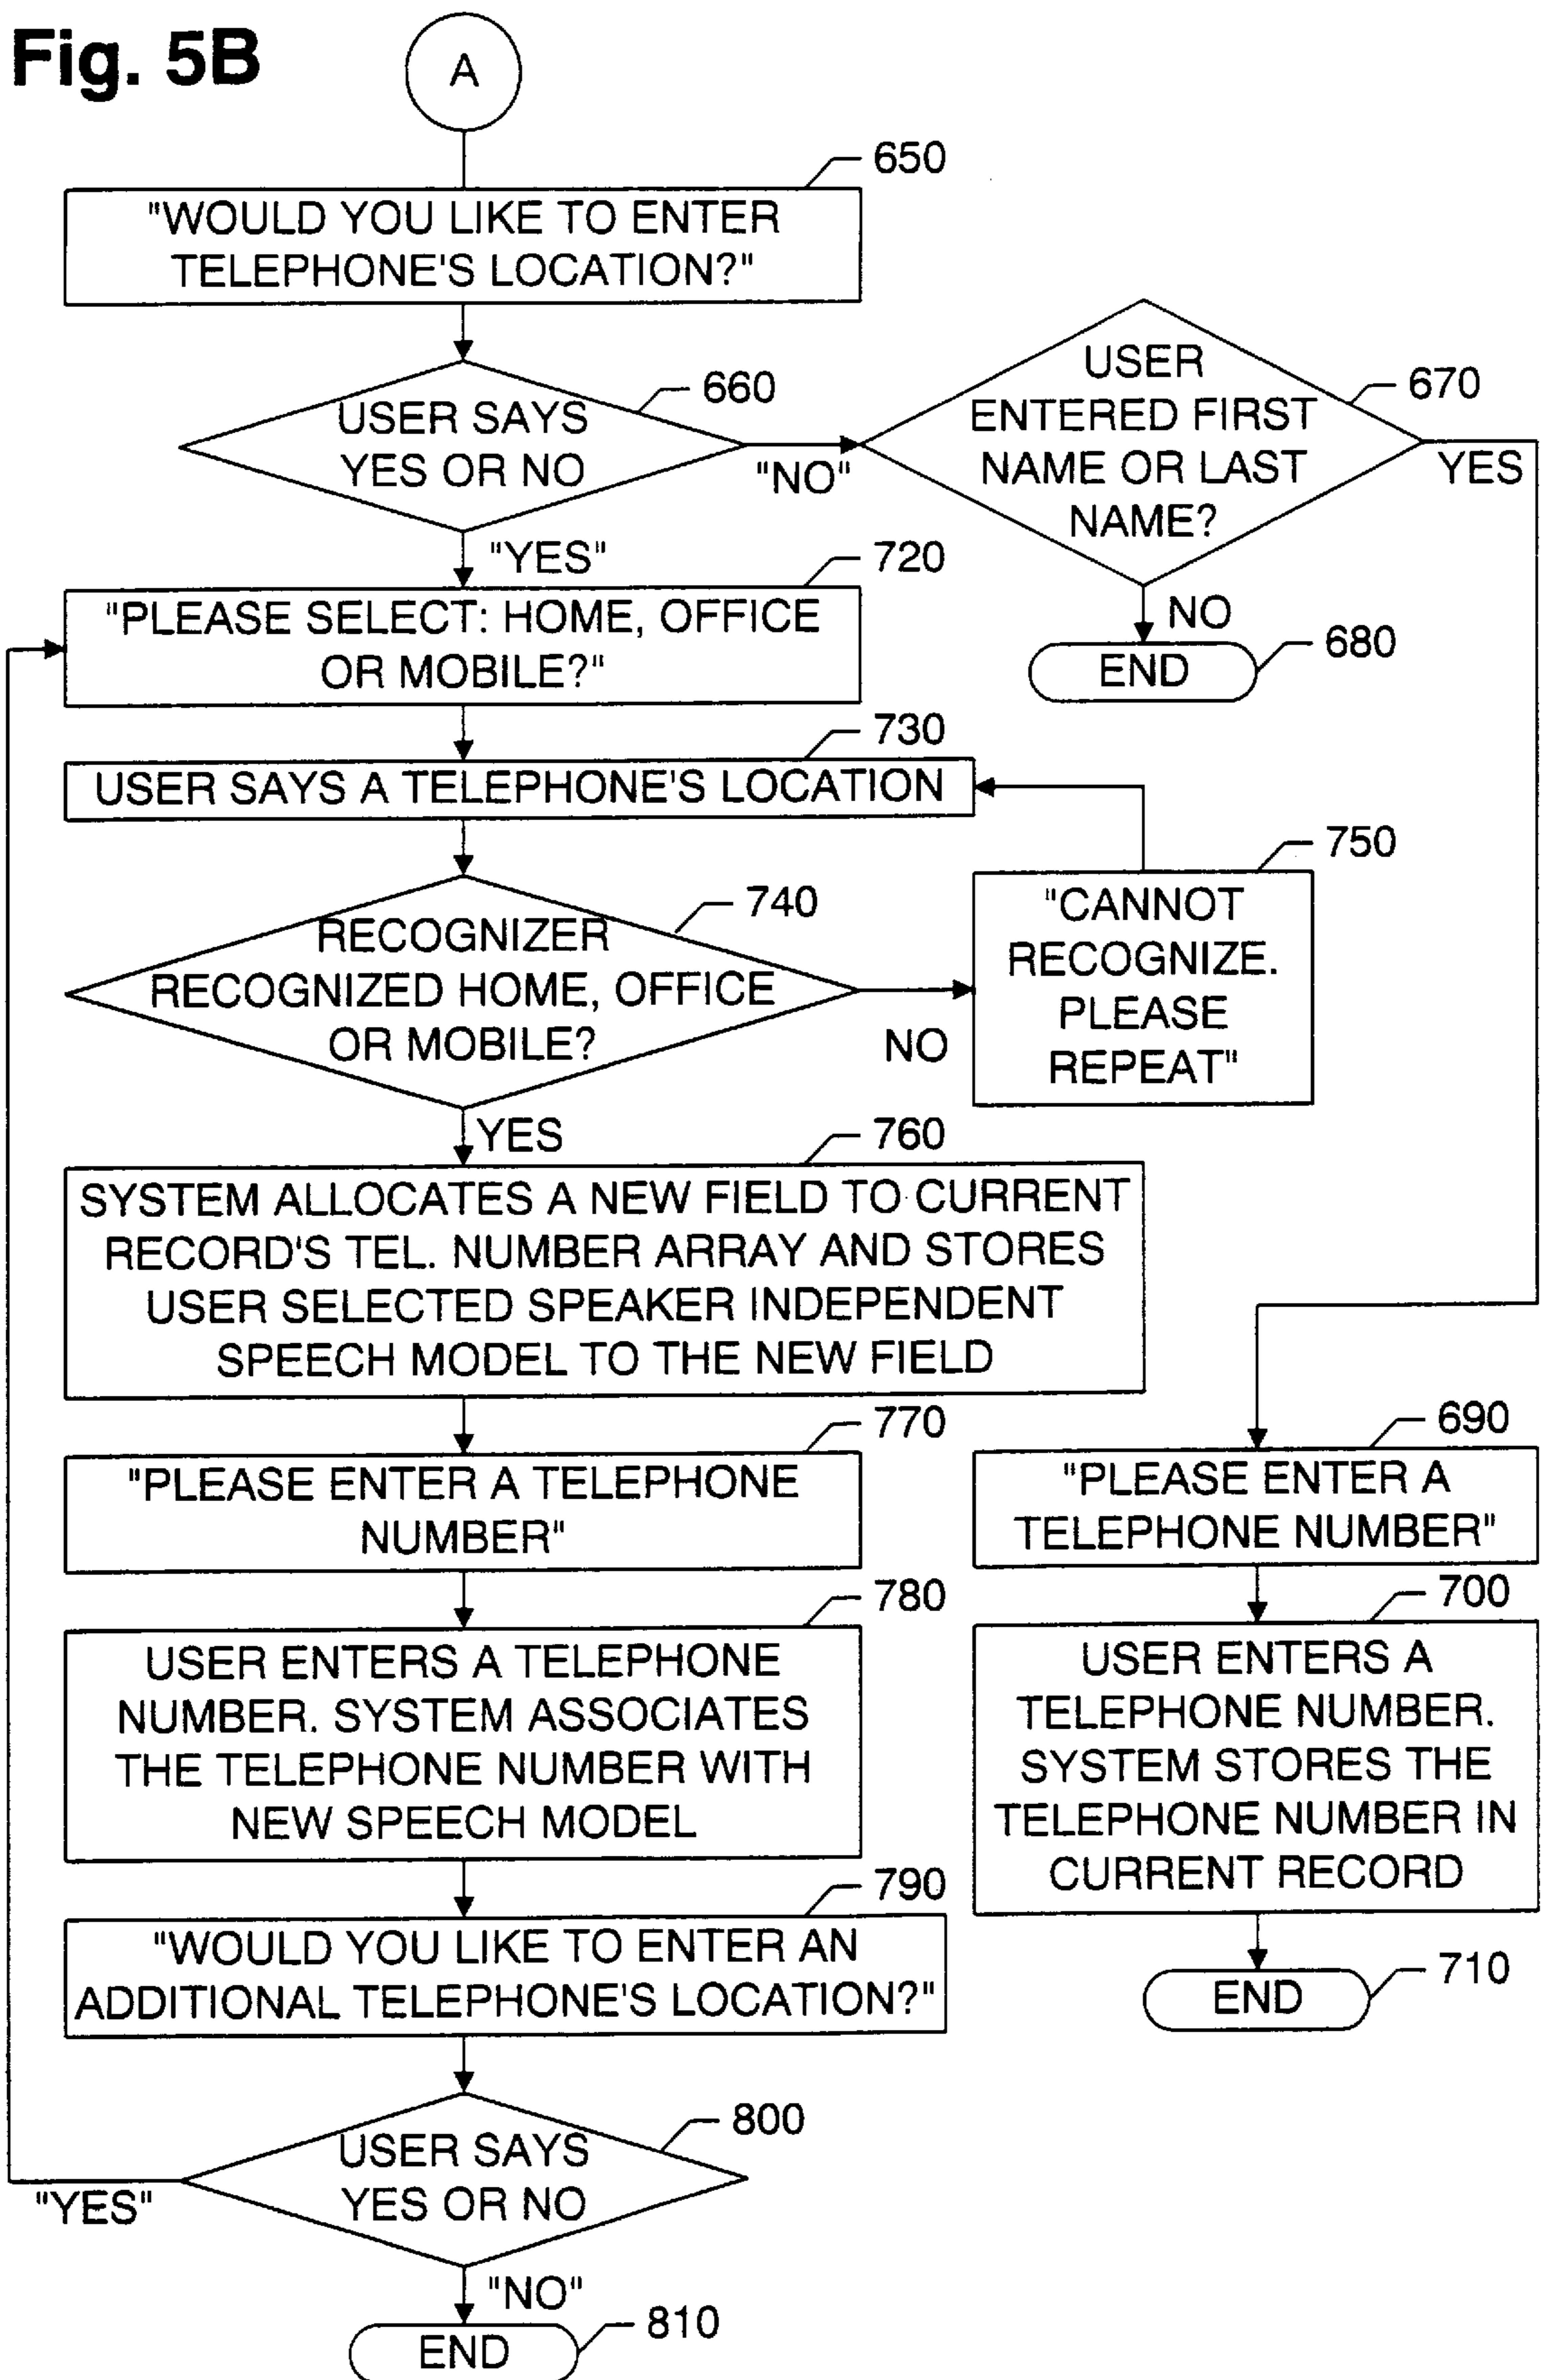 Fig. 5B
A
650
"WOULD YOU LIKE TO ENTER
TELEPHONE'S LOCATION?"
660
USER SAYS
YES OR NO
"NO"
"YES"
670
USER
ENTERED FIRST
NAME OR LAST
NAME?
YES
NO
680
END
720
"PLEASE SELECT: HOME, OFFICE
OR MOBILE?"
730
USER SAYS A TELEPHONE'S LOCATION
740
RECOGNIZER
RECOGNIZED HOME, OFFICE
OR MOBILE?
NO
750
"CANNOT
RECOGNIZE.
PLEASE
REPEAT"
YES
760
SYSTEM ALLOCATES A NEW FIELD TO CURRENT
RECORD'S TEL. NUMBER ARRAY AND STORES
USER SELECTED SPEAKER INDEPENDENT
SPEECH MODEL TO THE NEW FIELD
770
"PLEASE ENTER A TELEPHONE
NUMBER"
780
USER ENTERS A TELEPHONE
NUMBER. SYSTEM ASSOCIATES
THE TELEPHONE NUMBER WITH
NEW SPEECH MODEL
790
"WOULD YOU LIKE TO ENTER AN
ADDITIONAL TELEPHONE'S LOCATION?"
800
USER SAYS
YES OR NO
"YES"
"NO"
END
810
690
"PLEASE ENTER A
TELEPHONE NUMBER"
700
USER ENTERS A
TELEPHONE NUMBER.
SYSTEM STORES THE
TELEPHONE NUMBER IN
CURRENT RECORD
END
710